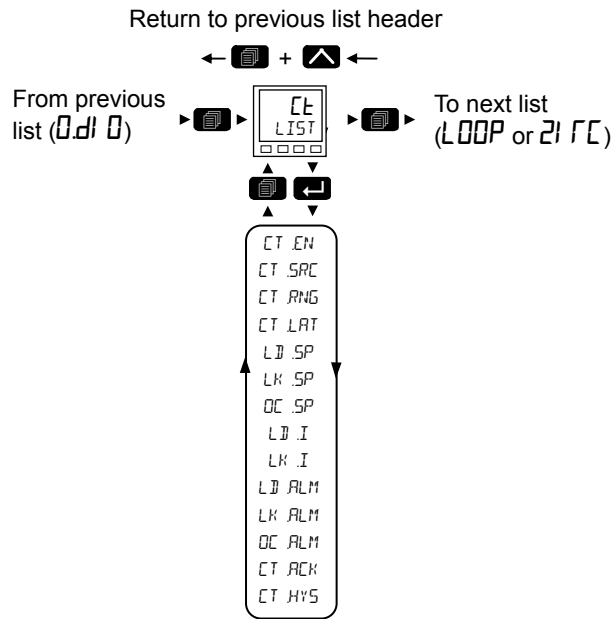 Return to previous list header
+
From previous
list (O.dI O)
Ct
LIST
To next list
(LOOP or 2I TC)
CT .EN
CT .SRC
CT .RNG
CT .LAT
LD .SP
LK .SP
OC .SP
LD .I
LK .I
LD .ALM
LK .ALM
OC .ALM
CT .ACK
CT .HYS